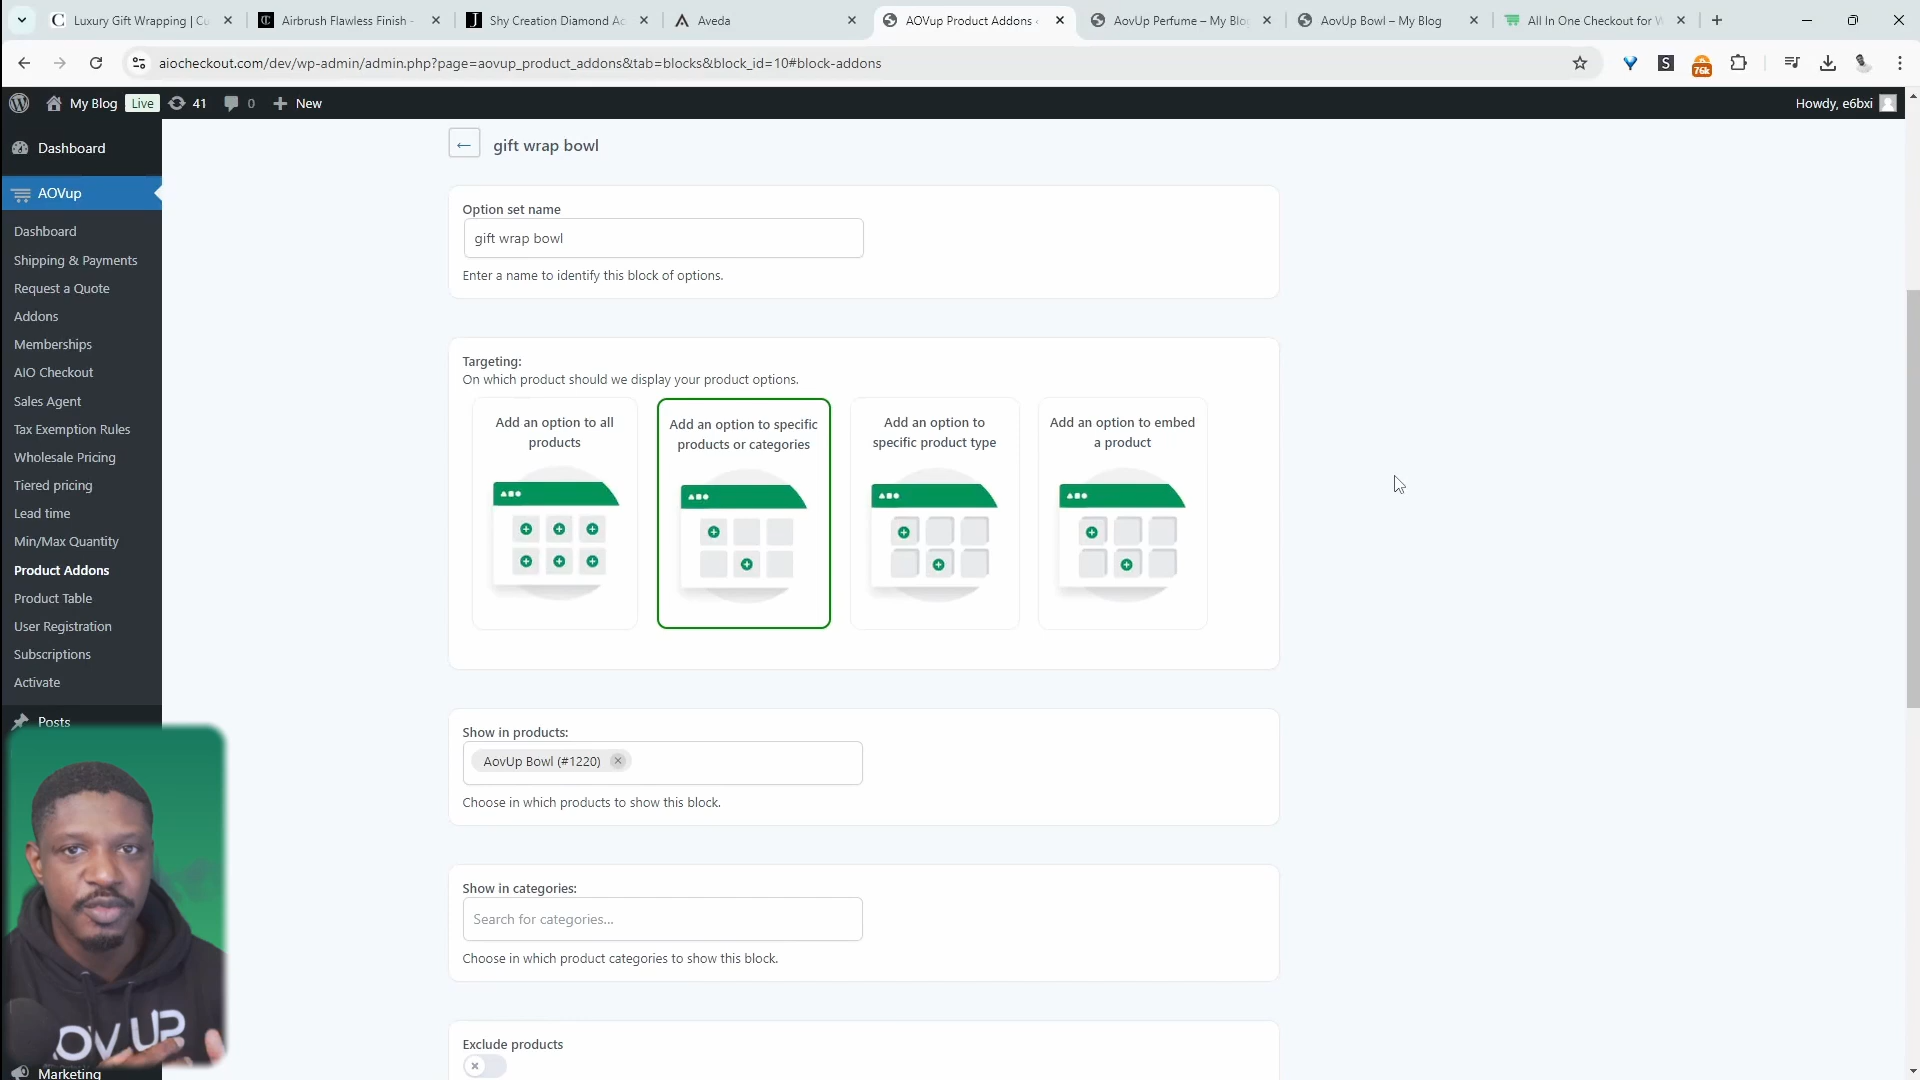 Luxury Gift Wrapping | Cu
Airbrush Flawless Finish -
Shy Creation Diamond Ac
Aveda
AOVup Product Addons ‹
AovUp Perfume – My Blog
AovUp Bowl – My Blog
All In One Checkout for W
aiocheckout.com/dev/wp-admin/admin.php?page=aovup_product_addons&tab=blocks&block_id=10#block-addons
76k
My Blog
Live
41
0
New
Howdy, e6bxi
Dashboard
AOVup
Dashboard
Shipping & Payments
Request a Quote
Addons
Memberships
AIO Checkout
Sales Agent
Tax Exemption Rules
Wholesale Pricing
Tiered pricing
Lead time
Min/Max Quantity
Product Addons
Product Table
User Registration
Subscriptions
Activate
Posts
Marketing
← gift wrap bowl
Option set name
gift wrap bowl
Enter a name to identify this block of options.
Targeting:
On which product should we display your product options.
Add an option to all
products
Add an option to specific
products or categories
Add an option to
specific product type
Add an option to embed
a product
Show in products:
AovUp Bowl (#1220)
Choose in which products to show this block.
Show in categories:
Search for categories...
Choose in which product categories to show this block.
Exclude products
AOV UP